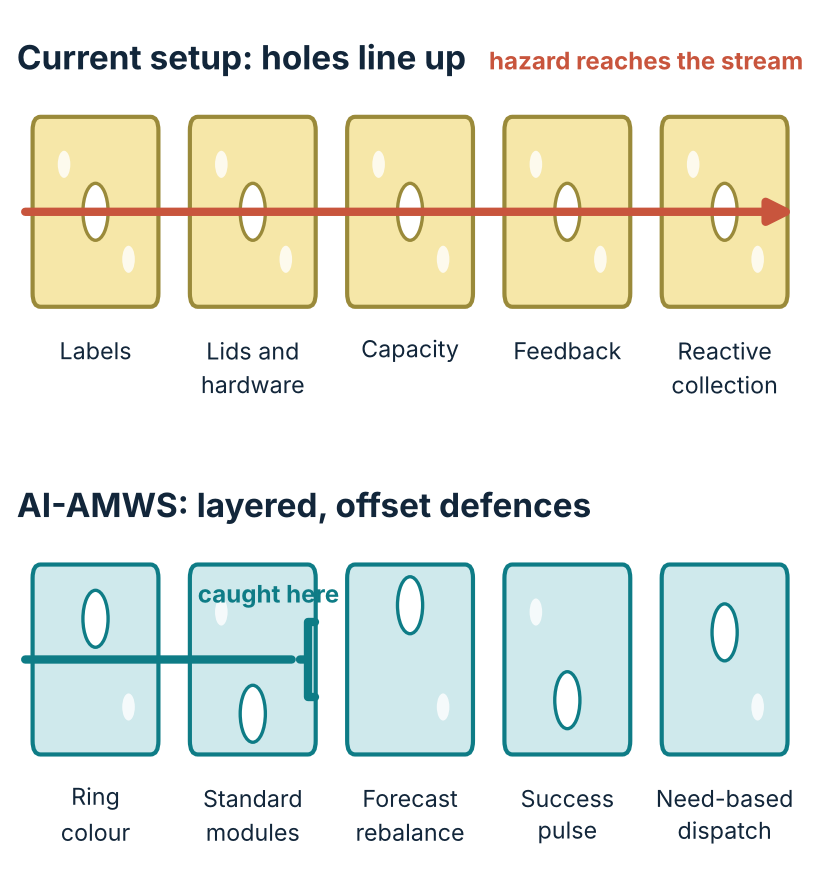 Current setup: holes line up hazard reaches the stream
Labels
Lids and
hardware
Capacity
Feedback
Reactive
collection
AI-AMWS: layered, offset defences
caught here
Ring
colour
Standard
modules
Forecast
rebalance
Success
pulse
Need-based
dispatch